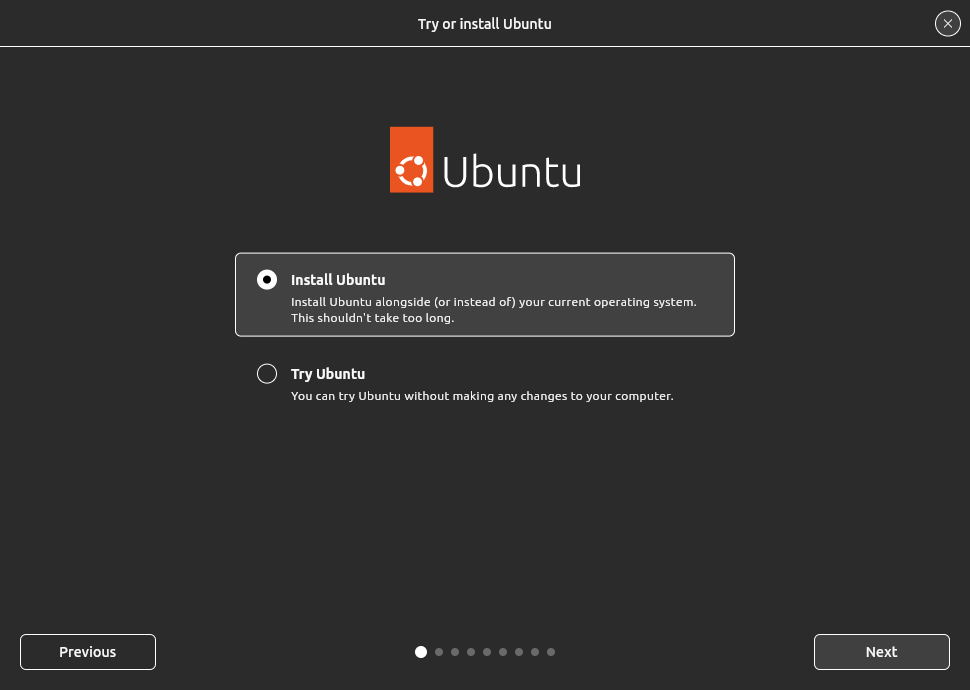 Try or install Ubuntu
Ubuntu
Install Ubuntu
Install Ubuntu alongside (or instead of) your current operating system.
This shouldn't take too long.
Try Ubuntu
You can try Ubuntu without making any changes to your computer.
Previous
Next